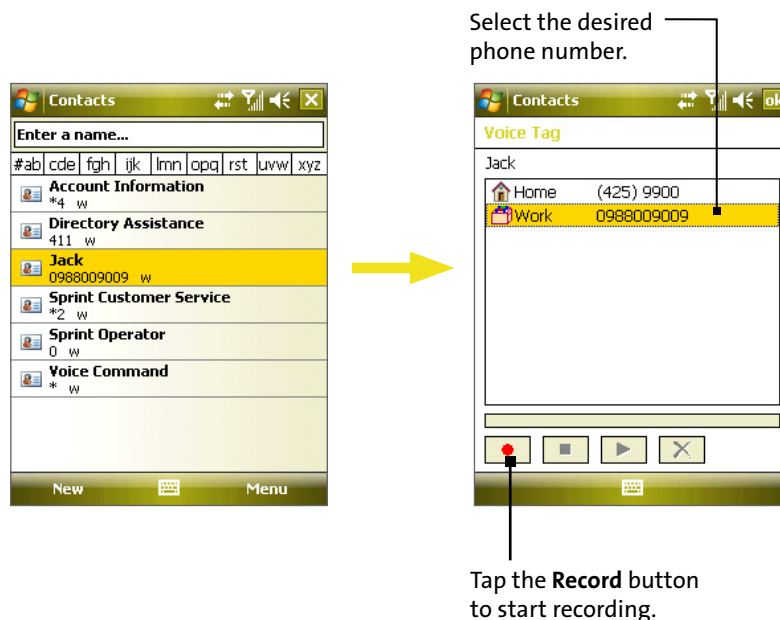 Select the desired
phone number.
Contacts
Enter a name...
#ab cde fgh ijk lmn opq rst uvw xyz
Account Information
*4 w
Directory Assistance
411 w
Jack
0988009009 w
Sprint Customer Service
*2 w
Sprint Operator
0 w
Voice Command
* w
New Menu
Contacts ok
Voice Tag
Jack
Home (425) 9900
Work 0988009009
Tap the Record button
to start recording.